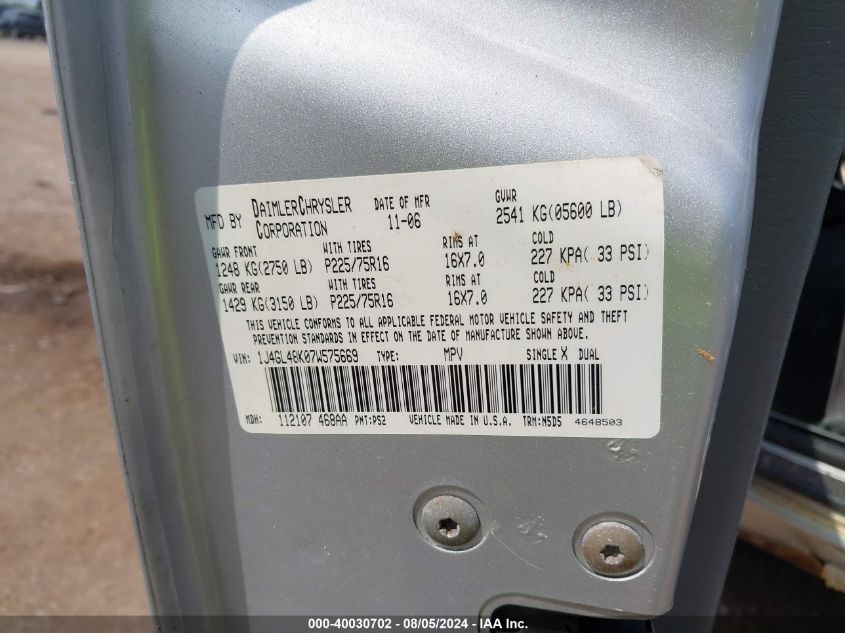 MFD BY DAIMLERCHRYSLER CORPORATION DATE OF MFR 11-06 GVWR 2541 KG(05600 LB)
GAWR FRONT WITH TIRES RIMS AT COLD
1248 KG(2750 LB) P225/75R16 16X7.0 227 KPA( 33 PSI)
GAWR REAR WITH TIRES RIMS AT COLD
1429 KG(3150 LB) P225/75R16 16X7.0 227 KPA( 33 PSI)
THIS VEHICLE CONFORMS TO ALL APPLICABLE FEDERAL MOTOR VEHICLE SAFETY AND THEFT
PREVENTION STANDARDS IN EFFECT ON THE DATE OF MANUFACTURE SHOWN ABOVE.
VIN: 1J4GL48K07W575669 TYPE: MPV SINGLE X DUAL
MDH: 112107 468AA PNT:PS2 VEHICLE MADE IN U.S.A. TRM:N5D5 4648503
000-40030702 - 08/05/2024 - IAA Inc.